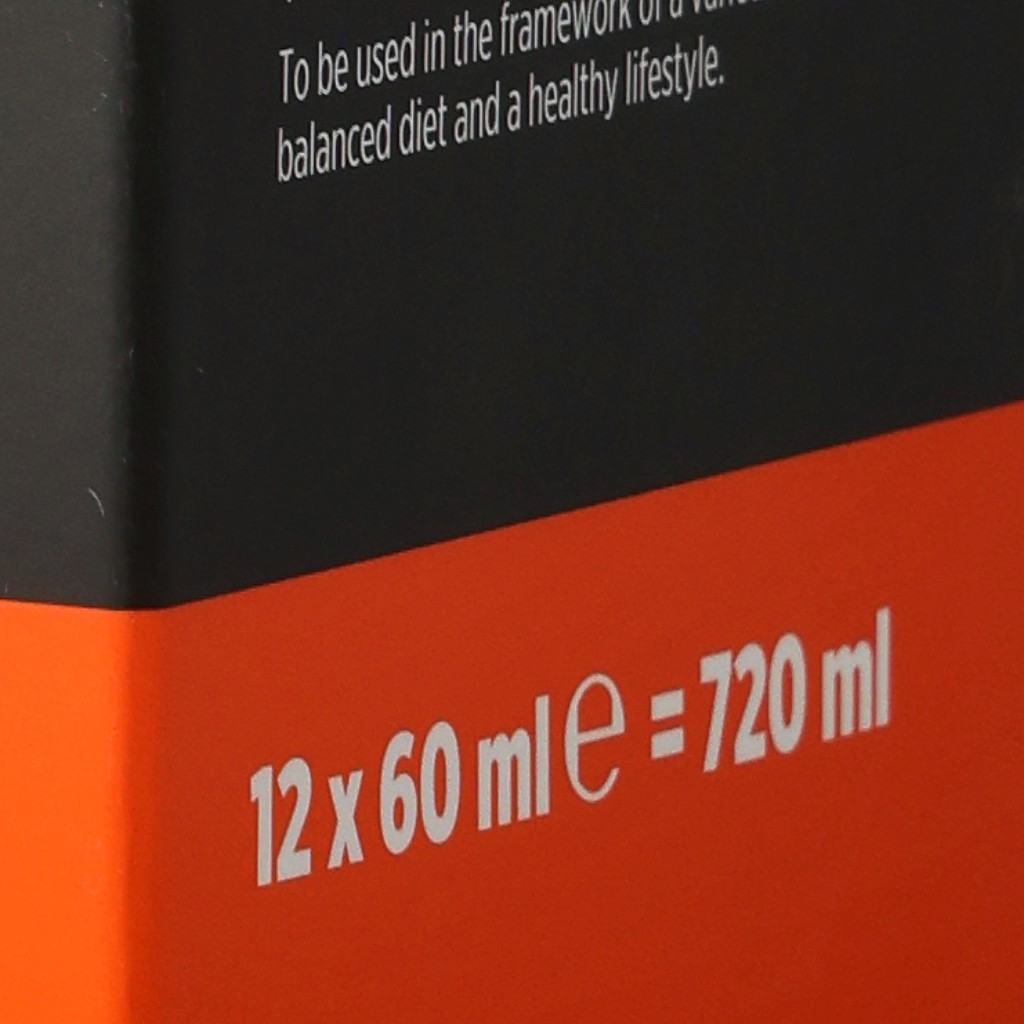 To be used in the framework of a
balanced diet and a healthy lifestyle.
12 x 60 ml ℮ = 720 ml